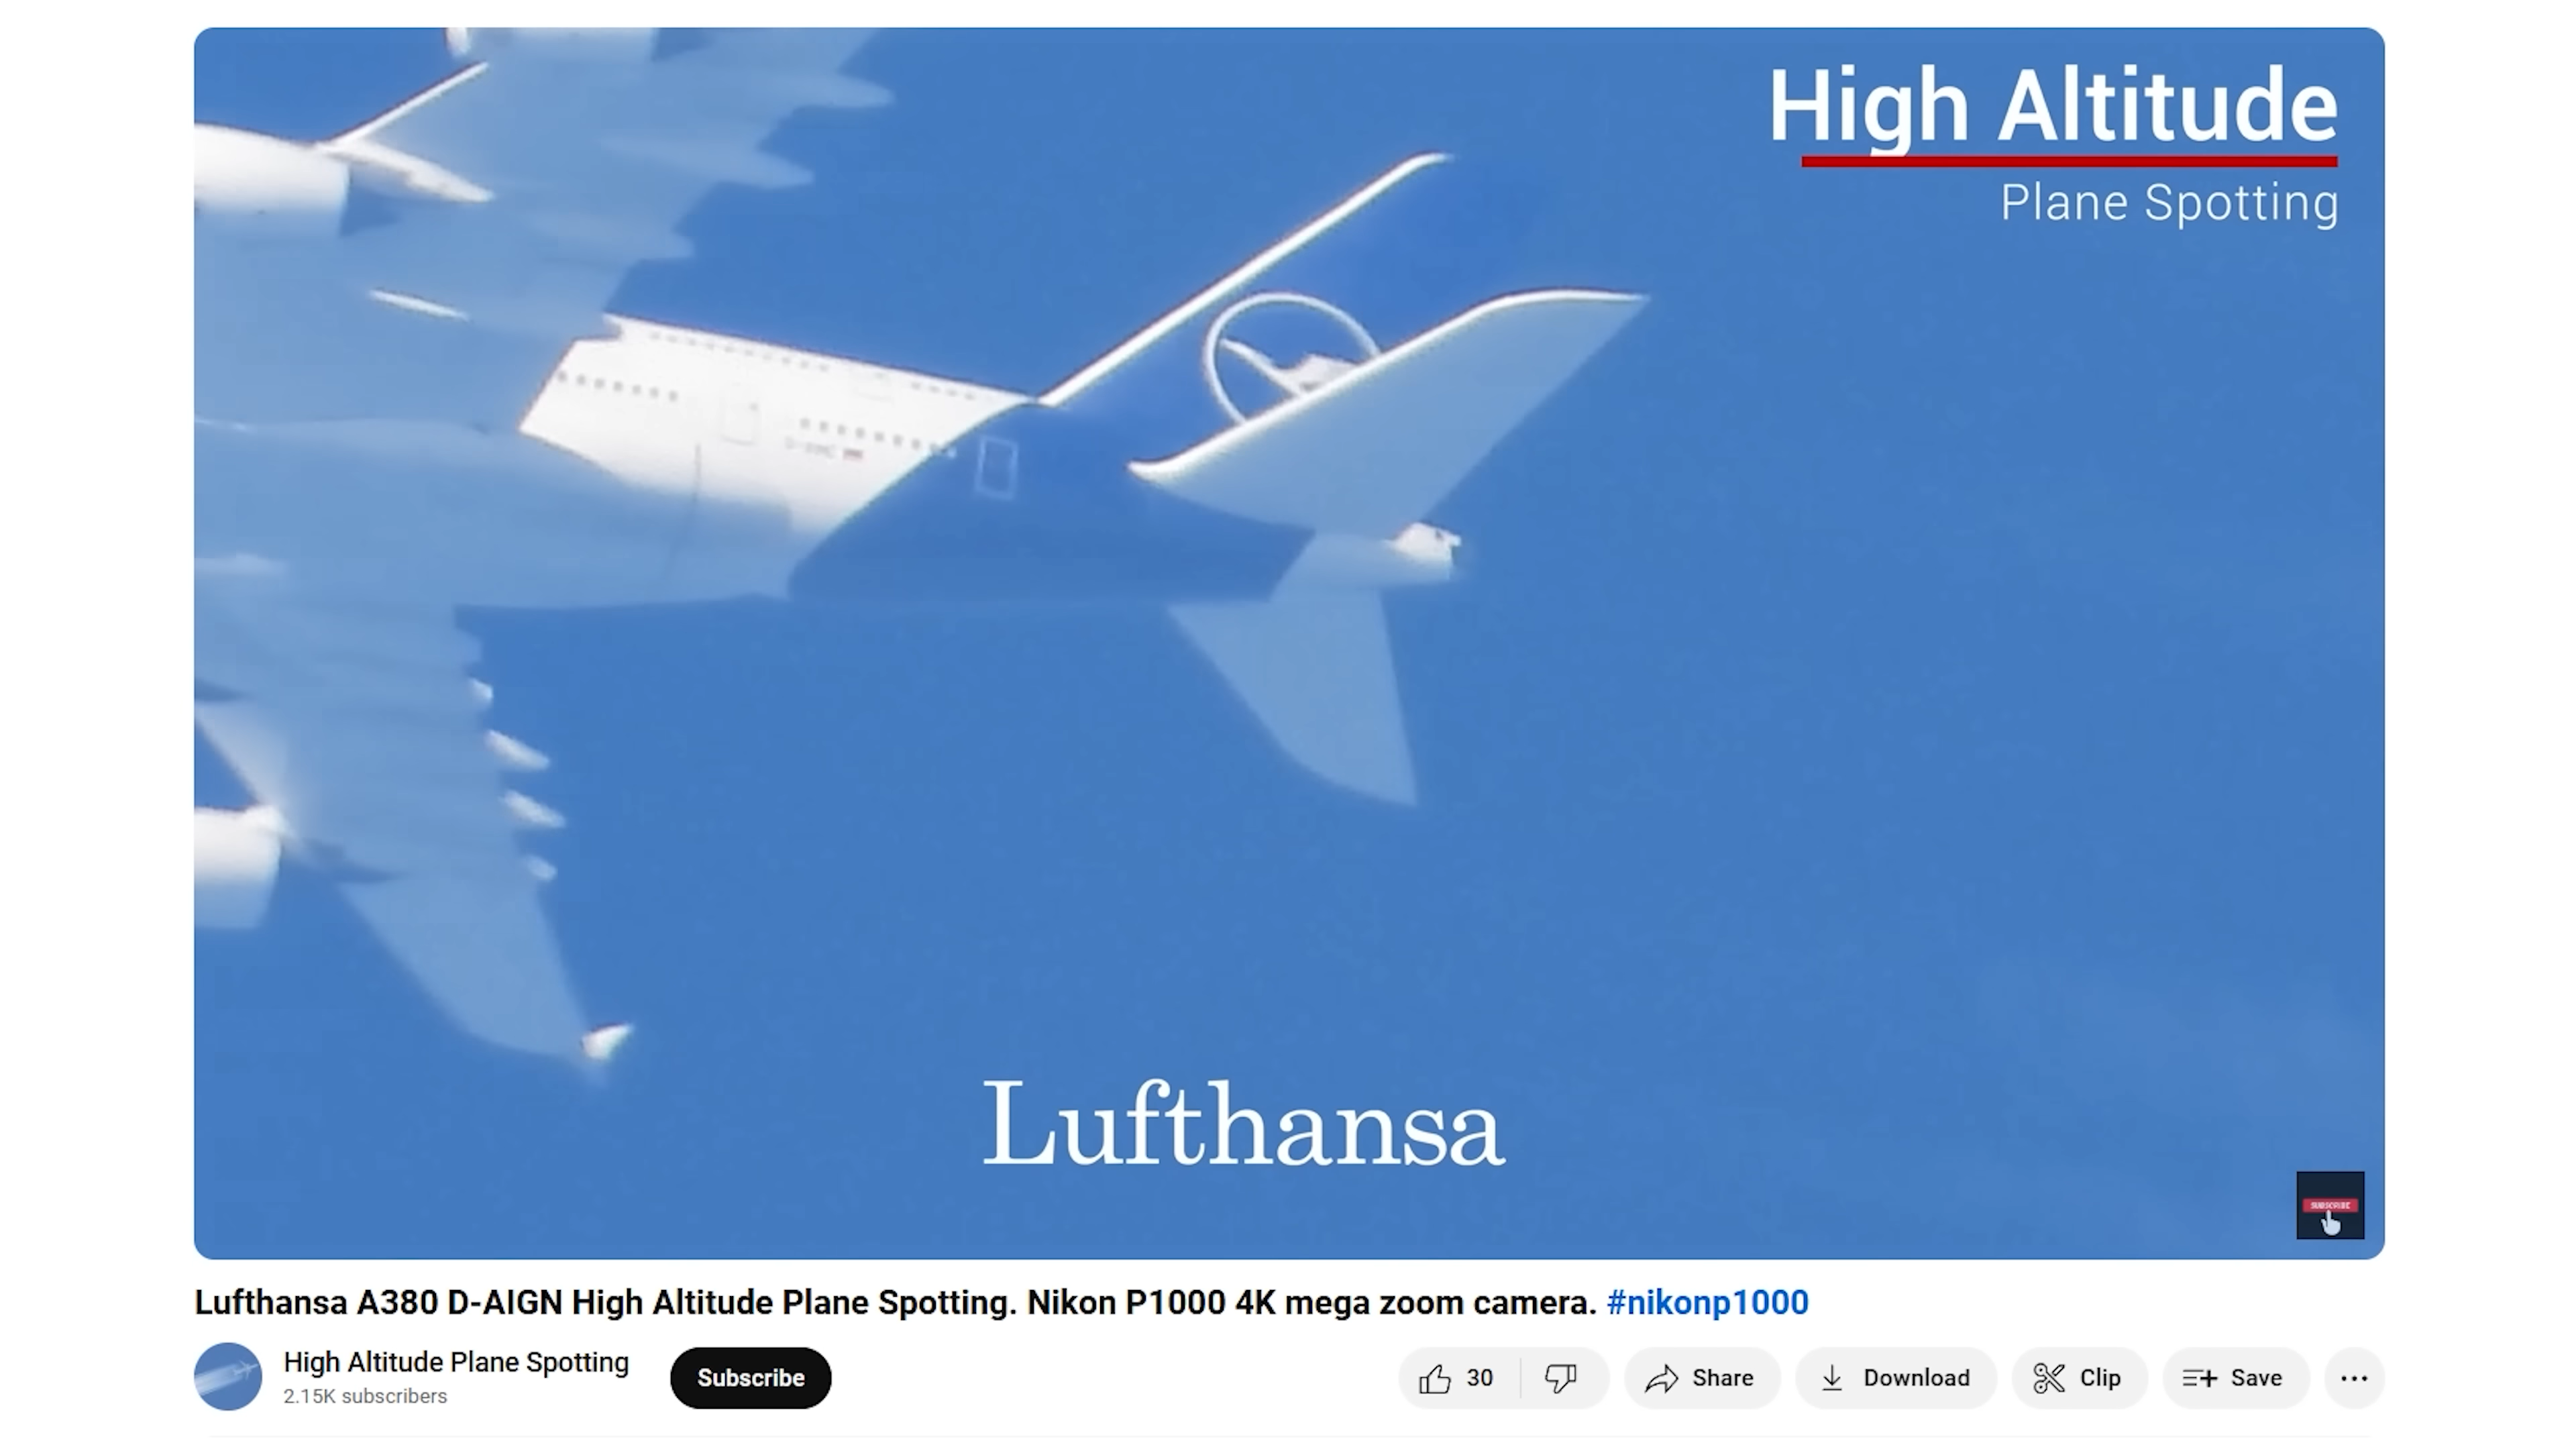 High Altitude
Plane Spotting
Lufthansa
SUBSCRIBE
Lufthansa A380 D-AIGN High Altitude Plane Spotting. Nikon P1000 4K mega zoom camera. #nikonp1000
High Altitude Plane Spotting
2.15K subscribers
Subscribe
30
Share
Download
Clip
Save